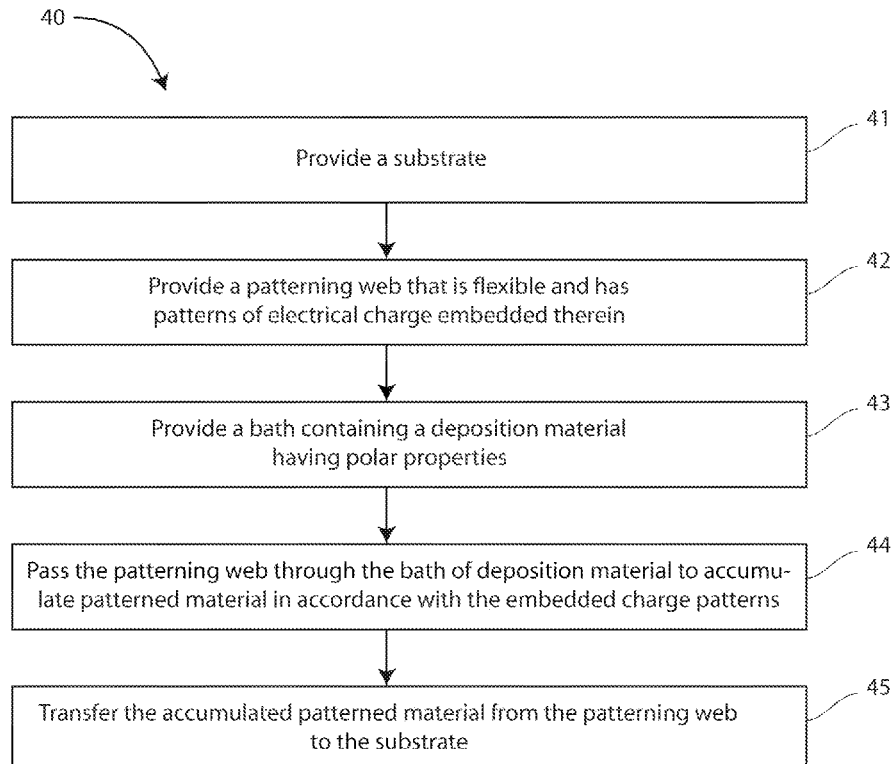 40
41
Provide a substrate
42
Provide a patterning web that is flexible and has
patterns of electrical charge embedded therein
43
Provide a bath containing a deposition material
having polar properties
44
Pass the patterning web through the bath of deposition material to accumu-
late patterned material in accordance with the embedded charge patterns
45
Transfer the accumulated patterned material from the patterning web
to the substrate